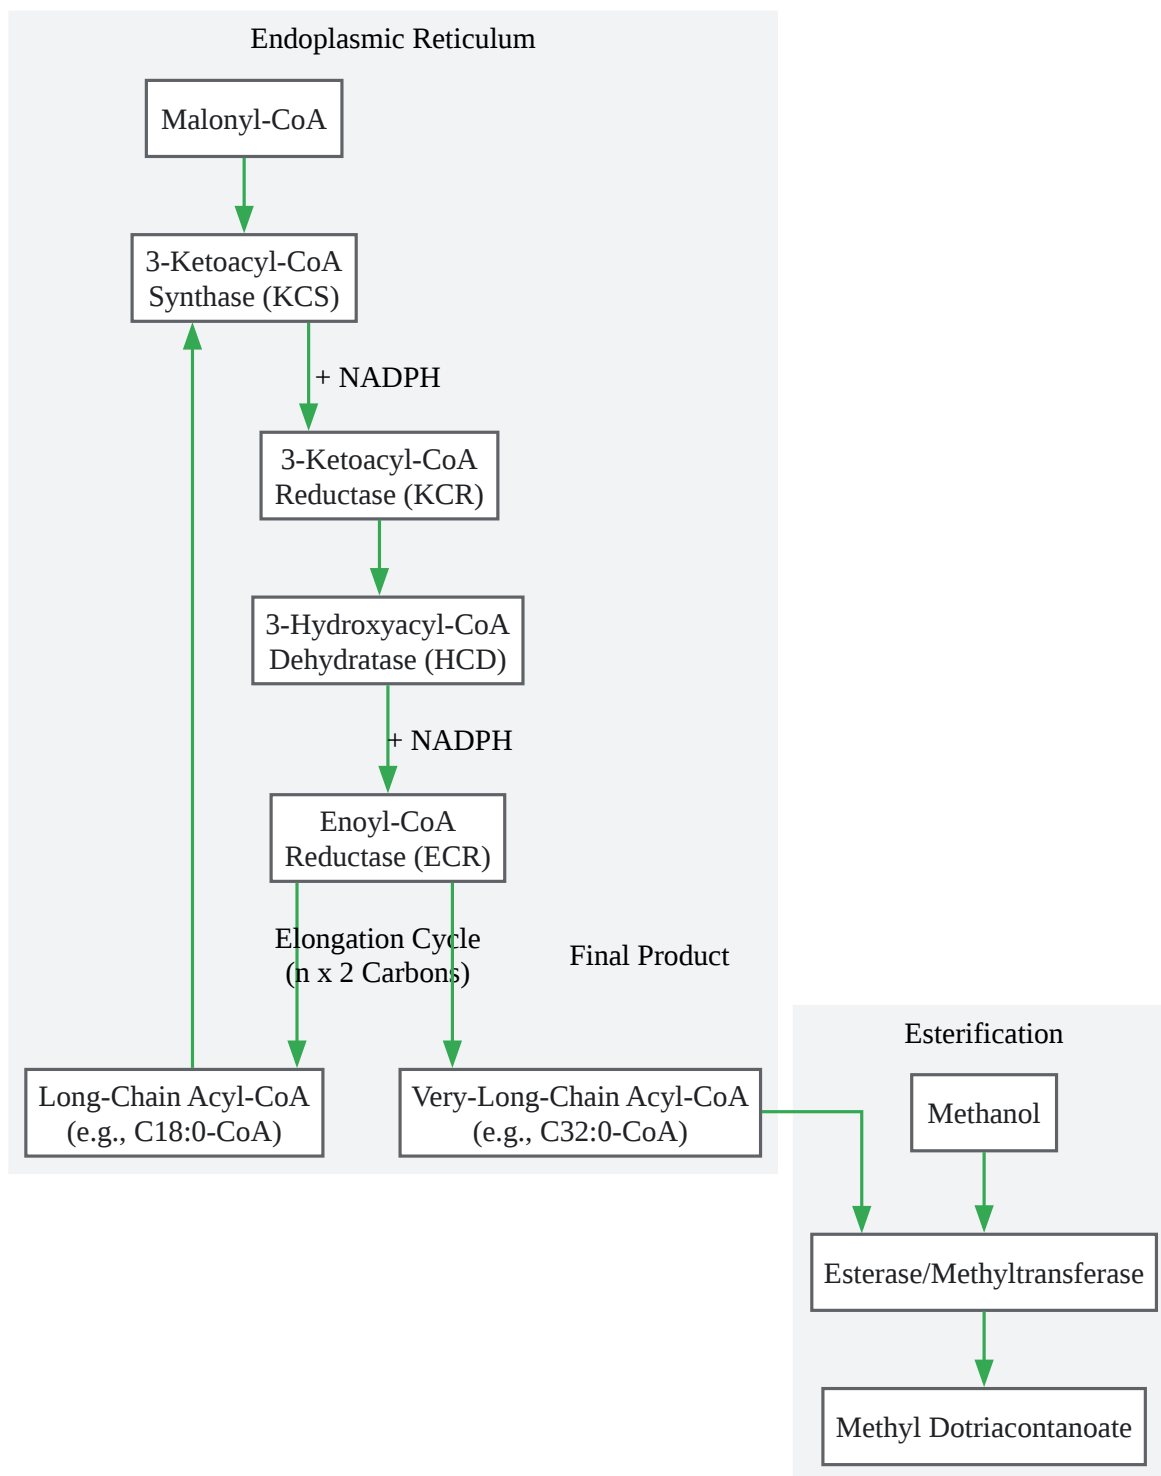 Endoplasmic Reticulum
Malonyl-CoA
3-Ketoacyl-CoA
Synthase (KCS)
+ NADPH
3-Ketoacyl-CoA
Reductase (KCR)
3-Hydroxyacyl-CoA
Dehydratase (HCD)
+ NADPH
Enoyl-CoA
Reductase (ECR)
Elongation Cycle
(n x 2 Carbons)
Final Product
Long-Chain Acyl-CoA
(e.g., C18:0-CoA)
Very-Long-Chain Acyl-CoA
(e.g., C32:0-CoA)
Esterification
Methanol
Esterase/Methyltransferase
Methyl Dotriacontanoate